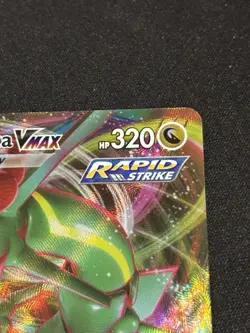 a VMAX HP 320
y
RAPID
STRIKE